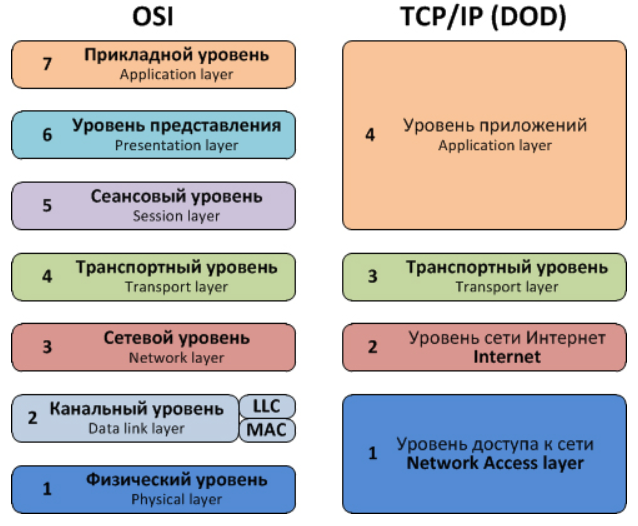 OSI
7
Прикладной уровень
Application layer
6
Уровень представления
Presentation layer
5
Сеансовый уровень
Session layer
4
Транспортный уровень
Transport layer
3
Сетевой уровень
Network layer
2
Канальный уровень
Data link layer
LLC
MAC
1
Физический уровень
Physical layer
TCP/IP (DOD)
4
Уровень приложений
Application layer
3
Транспортный уровень
Transport layer
2
Уровень сети Интернет
Internet
1
Уровень доступа к сети
Network Access layer